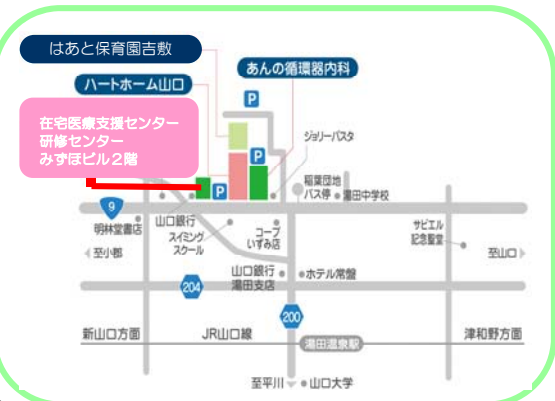 はあと保育園吉敷
あんの循環器内科
ハートホーム山口
P
在宅医療支援センター
研修センター
みずほビル2階
P
P
ジョリーパスタ
稲葉団地
バス停
湯田中学校
9
明林堂書店
山口銀行
スイミング
スクール
コープ
いずみ店
サビエル
記念聖堂
至小郡
至山口
山口銀行
湯田支店
ホテル常盤
204
200
新山口方面
JR山口線
湯田温泉駅
津和野方面
至平川
山口大学